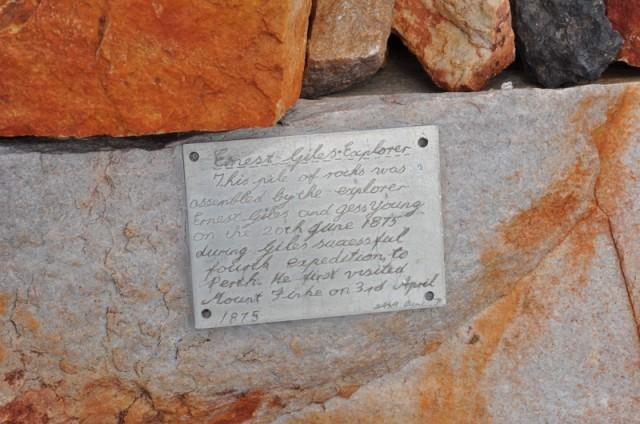 Ernest Giles·Explorer
This pile of rocks was
assembled by the explorer
Ernest Giles and Jess Young
on the 20th June 1875
during Giles sucessful
fourth expedition to
Perth. He first visited
Mount Finke on 3rd April
1875